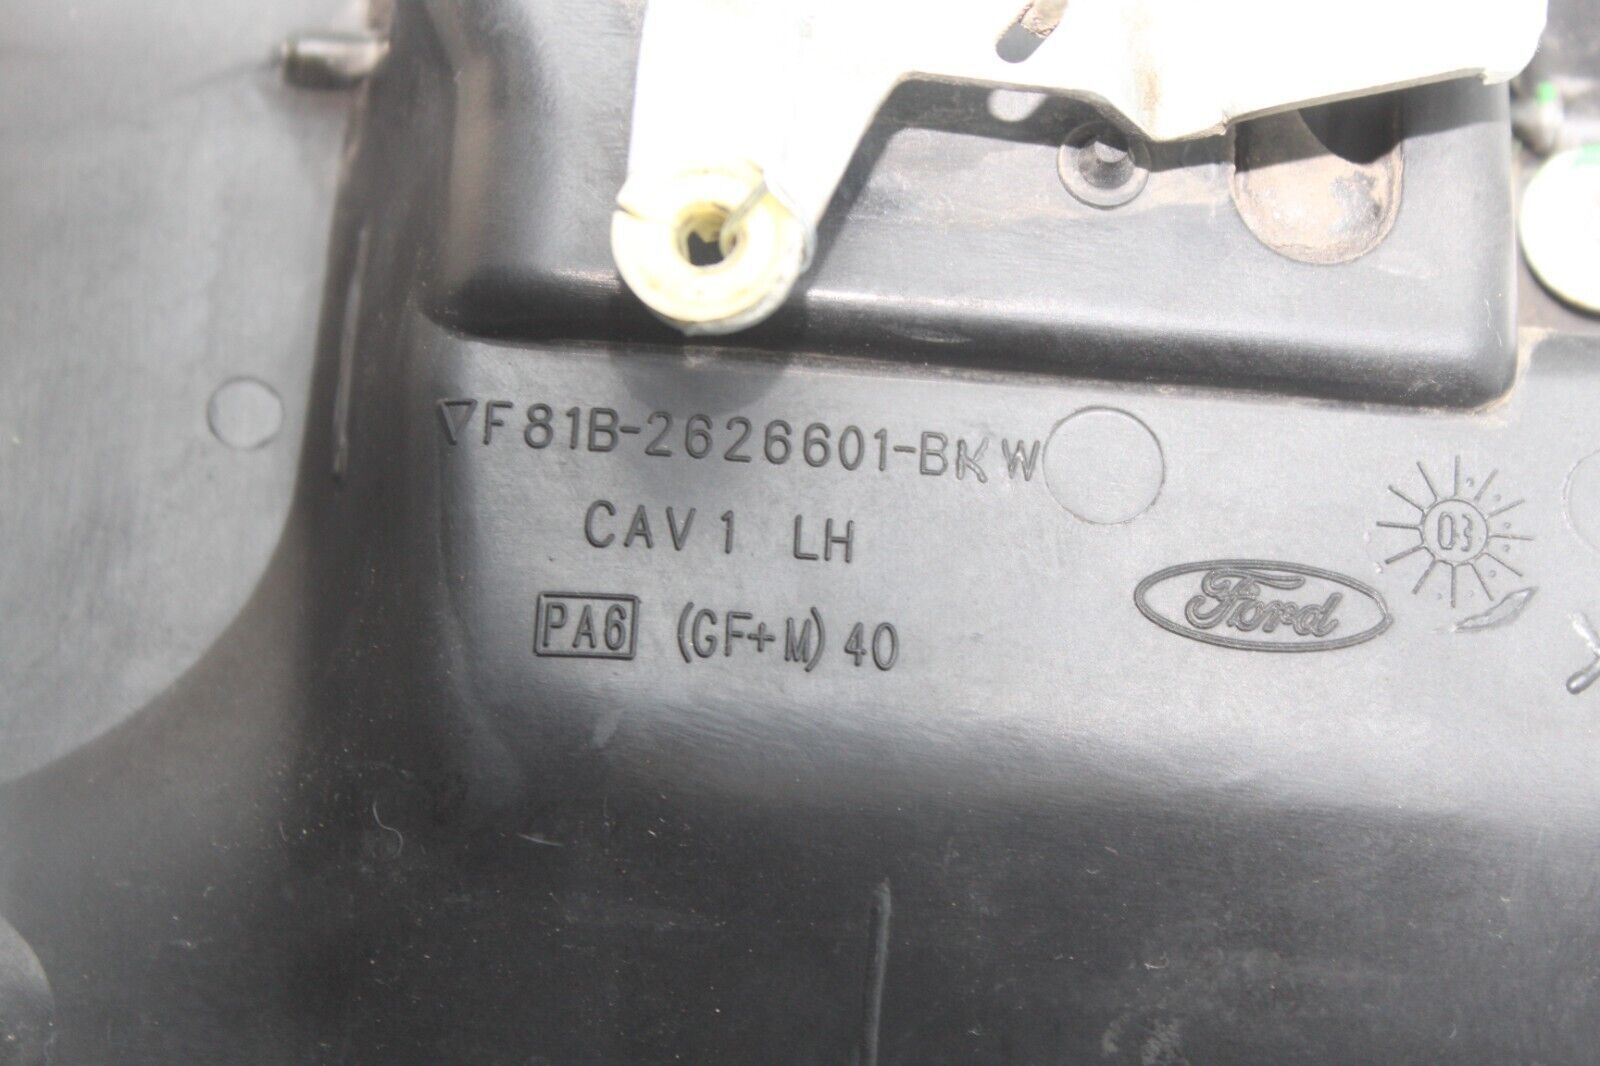 F81B-2626601-BKW
CAV 1 LH
PA6 (GF+M) 40
Ford
03